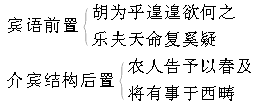 宾语前置
胡为乎遑遑欲何之
乐夫天命复奚疑
介宾结构后置
农人告予以春及
将有事于西畴